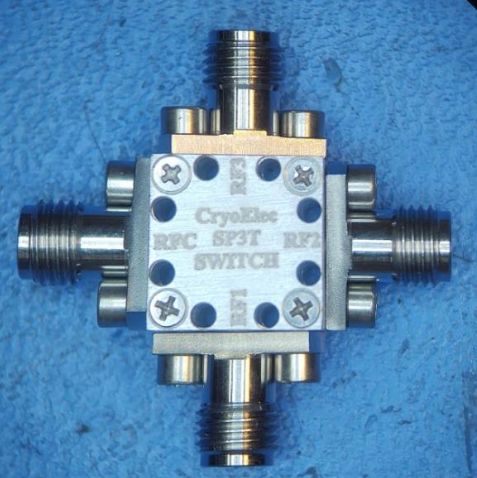 RF3
CryoElec
RFC SP3T RF2
SWITCH
RF1